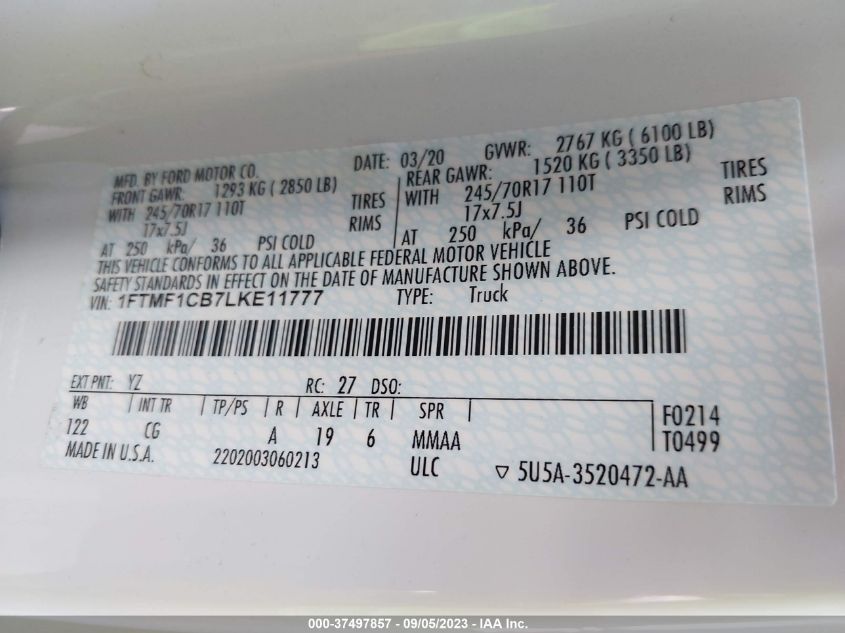 MFD. BY FORD MOTOR CO. DATE: 03/20 GVWR: 2767 KG ( 6100 LB)
FRONT GAWR: 1293 KG ( 2850 LB) REAR GAWR: 1520 KG ( 3350 LB)
WITH 245/70R17 110T TIRES WITH 245/70R17 110T TIRES
17x7.5J RIMS 17x7.5J RIMS
AT 250 kPa/ 36 PSI COLD AT 250 kPa/ 36 PSI COLD
THIS VEHICLE CONFORMS TO ALL APPLICABLE FEDERAL MOTOR VEHICLE
SAFETY STANDARDS IN EFFECT ON THE DATE OF MANUFACTURE SHOWN ABOVE.
VIN: 1FTMF1CB7LKE11777 TYPE: Truck
EXT PNT: YZ RC: 27 DSO:
WB INT TR TP/PS R AXLE TR SPR F0214
122 CG A 19 6 MMAA T0499
MADE IN U.S.A. 2202003060213 ULC ▽ 5U5A-3520472-AA
000-37497857 - 09/05/2023 - IAA Inc.